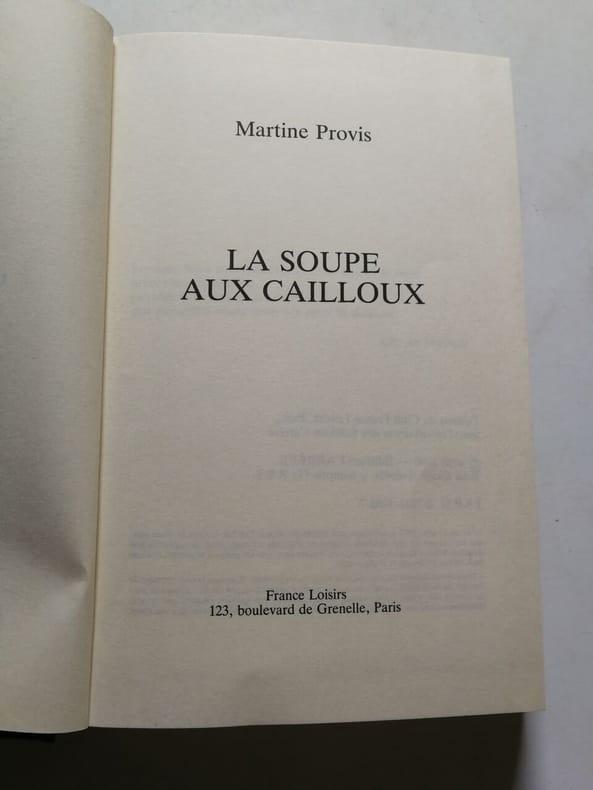 Martine Provis
LA SOUPE
AUX CAILLOUX
France Loisirs
123, boulevard de Grenelle, Paris